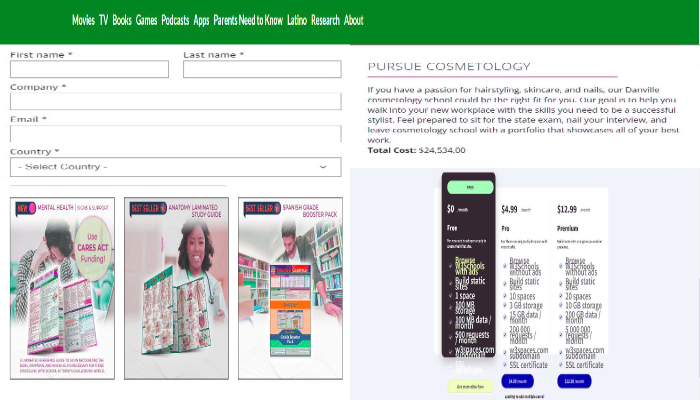 Movies TV Books Games Podcasts Apps Parents Need to Know Latino Research About
First name * Last name *
Company *
Email *
Country *
- Select Country -
NEW MENTAL HEALTH | SIGNS & SUPPORT
Use
CARES ACT
Funding!
BEST SELLER ANATOMY LAMINATED
STUDY GUIDE
BEST SELLER SPANISH GRADE
BOOSTER PACK
Grade Booster
Pack
PURSUE COSMETOLOGY
If you have a passion for hairstyling, skincare, and nails, our Danville
cosmetology school could be the right fit for you. Our goal is to help you
walk into your new workplace with the skills you need to be a successful
stylist. Feel prepared to sit for the state exam, nail your interview, and
leave cosmetology school with a portfolio that showcases all of your best
work.
Total Cost: $24,534.00
$0 /month
Free
Browse
W3Schools
with ads
Build static
sites
1 space
100 MB
storage
100 MB data /
month
500 requests
/ month
w3spaces.com
subdomain
Get started for free
$4.99 /month
Pro
Browse
W3Schools
without ads
Build static
sites
10 spaces
3 GB storage
15 GB data /
month
200 000
requests /
month
w3spaces.com
subdomain
SSL certificate
$4.99/month
$12.99 /month
Premium
Browse
W3Schools
without ads
Build static
sites
20 spaces
10 GB storage
200 GB data /
month
5 000 000
requests /
month
w3spaces.com
subdomain
SSL certificate
$12.99/month